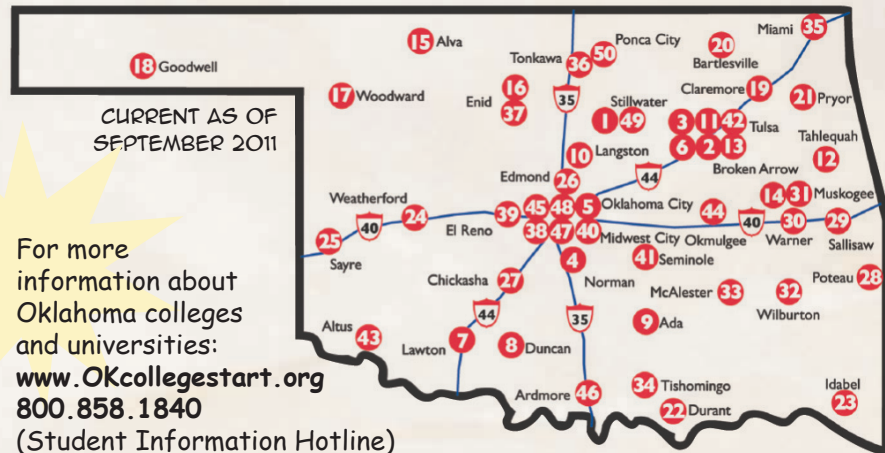 35
Miami
15 Alva
Ponca City
50
Tonkawa
36
20
Bartlesville
18 Goodwell
16
Enid
37
35
Claremore 19
17 Woodward
21 Pryor
Stillwater
1 49
3 11 42 Tulsa
6 2 13
Tahlequah
12
CURRENT AS OF
SEPTEMBER 2011
10 Langston
44
Broken Arrow
Edmond
26
14 31 Muskogee
Weatherford
24
39
El Reno
45 48 5 Oklahoma City
38 47 40 Midwest City
44
Okmulgee
40
30
Warner
29
Sallisaw
40
25
Sayre
4
Norman
41
Seminole
Poteau 28
For more
information about
Oklahoma colleges
and universities:
www.OKcollegestart.org
800.858.1840
(Student Information Hotline)
Chickasha
27
McAlester 33
32
Wilburton
44
35
Altus
43
Lawton 7
8 Duncan
9 Ada
Ardmore 46
34 Tishomingo
22 Durant
Idabel
23